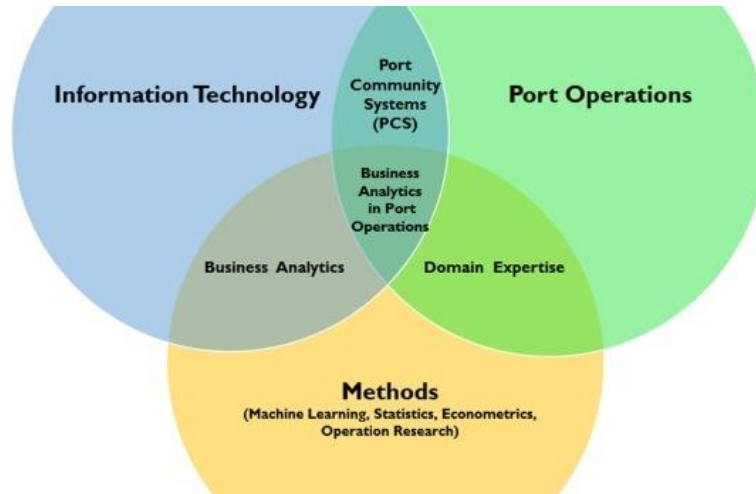 Information Technology
Port
Community
Systems
(PCS)
Port Operations
Business
Analytics
in Port
Operations
Business Analytics
Domain Expertise
Methods
(Machine Learning, Statistics, Econometrics,
Operation Research)